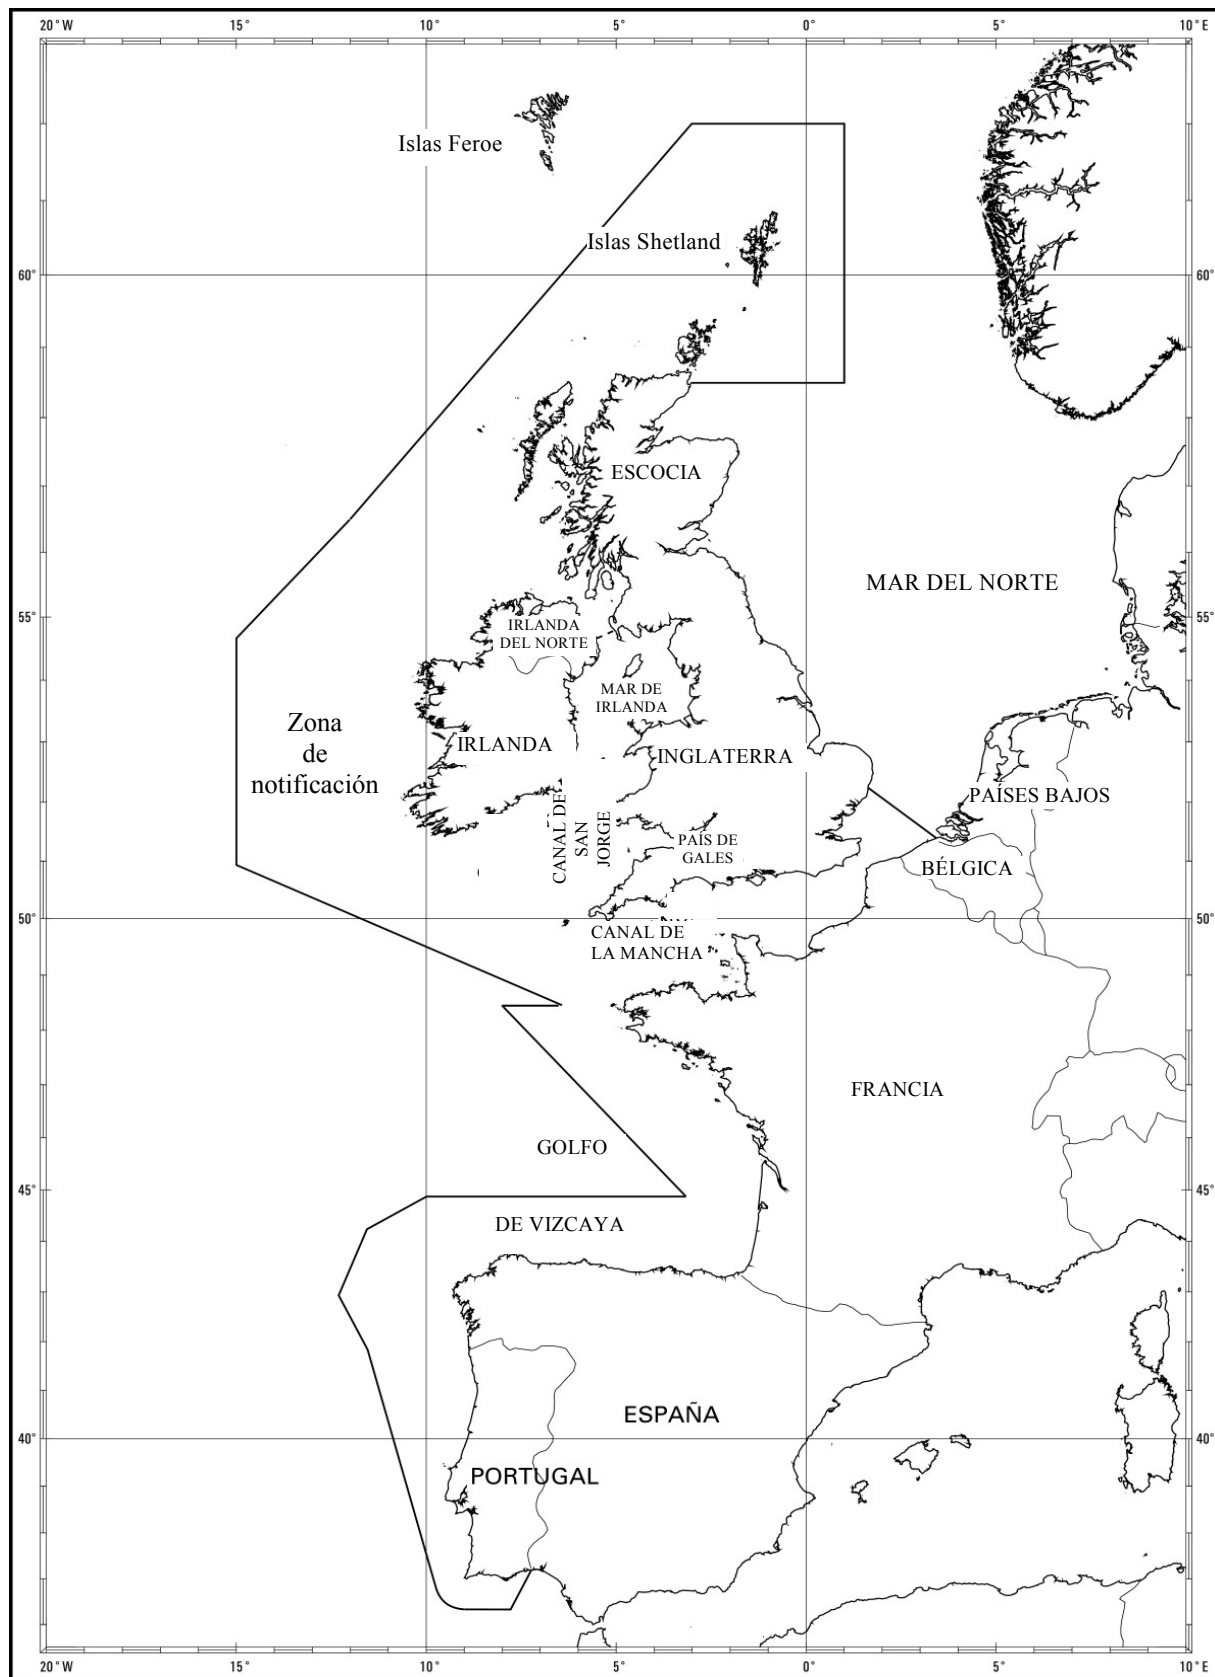 20° W 15° 10° 5° 0° 5° 10° E
Islas Feroe
Islas Shetland
60° 60°
ESCOCIA
MAR DEL NORTE
55° 55°
IRLANDA
DEL NORTE
MAR DE
IRLANDA
Zona
de
notificación
IRLANDA
INGLATERRA
PAÍSES BAJOS
CANAL DE
SAN
JORGE
PAÍS DE
GALES
BÉLGICA
50° 50°
CANAL DE
LA MANCHA
FRANCIA
GOLFO
45° 45°
DE VIZCAYA
ESPAÑA
40° 40°
PORTUGAL
20° W 15° 10° 5° 0° 5° 10° E